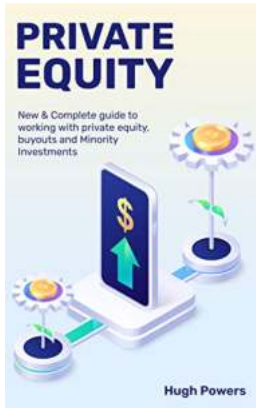 PRIVATE
EQUITY
New & Complete guide to
working with private equity,
buyouts and Minority
Investments
$
Hugh Powers